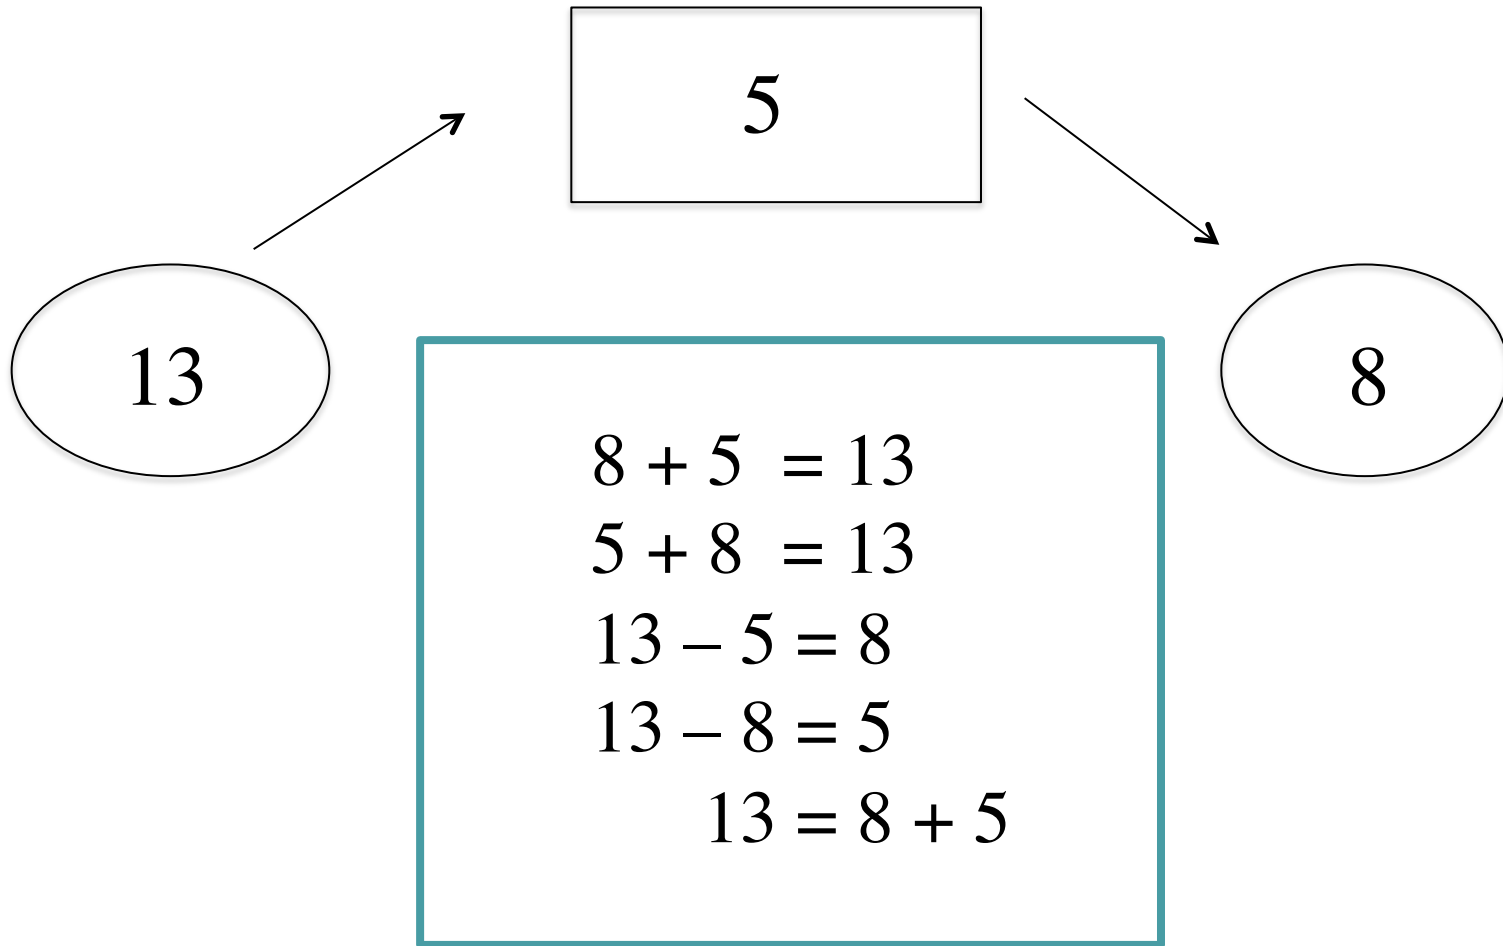 5
13
8
8 + 5 = 13
5 + 8 = 13
13 – 5 = 8
13 – 8 = 5
13 = 8 + 5